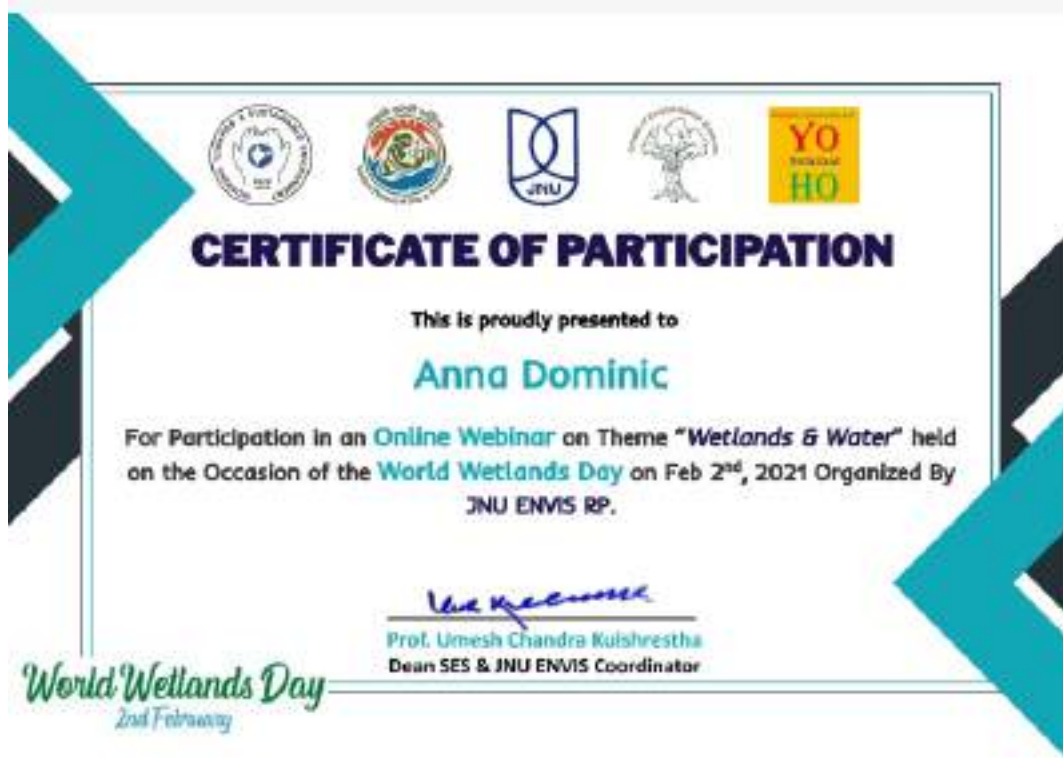 JNU
YO
HO
CERTIFICATE OF PARTICIPATION
This is proudly presented to
Anna Dominic
For Participation in an Online Webinar on Theme "Wetlands & Water" held
on the Occasion of the World Wetlands Day on Feb 2nd, 2021 Organized By
JNU ENVIS RP.
Prof. Umesh Chandra Kulshrestha
Dean SES & JNU ENVIS Coordinator
World Wetlands Day
2nd February